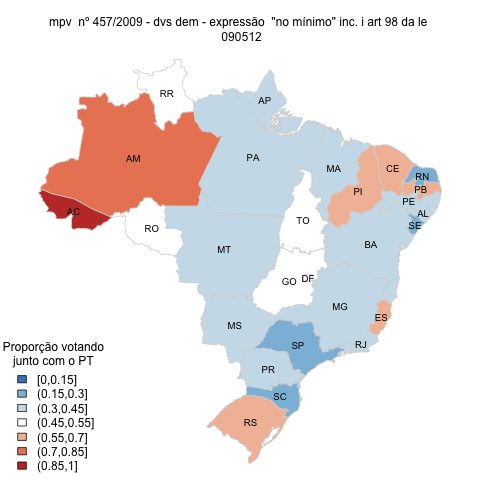 mpv  nº 457/2009 - dvs dem - expressão  "no mínimo" inc. i art 98 da le
090512
RR
AP
AM
PA
MA
CE
RN
PB
PI
PE
AL
SE
AC
RO
TO
MT
BA
GO
DF
MG
ES
MS
SP
RJ
PR
SC
RS
Proporção votando
junto com o PT
[0,0.15]
(0.15,0.3]
(0.3,0.45]
(0.45,0.55]
(0.55,0.7]
(0.7,0.85]
(0.85,1]